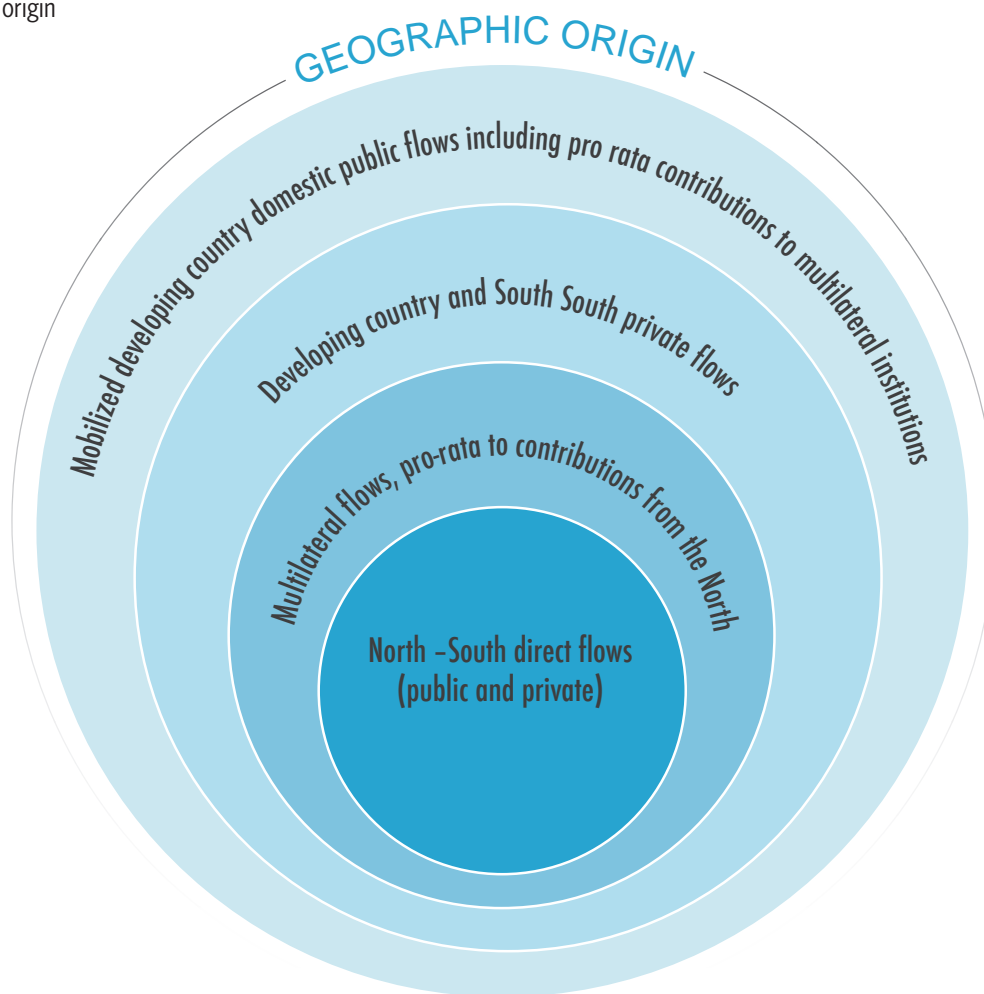 origin
GEOGRAPHIC ORIGIN
Mobilized developing country domestic public flows including pro rata contributions to multilateral institutions
Developing country and South South private flows
Multilateral flows, pro-rata to contributions from the North
North –South direct flows
(public and private)